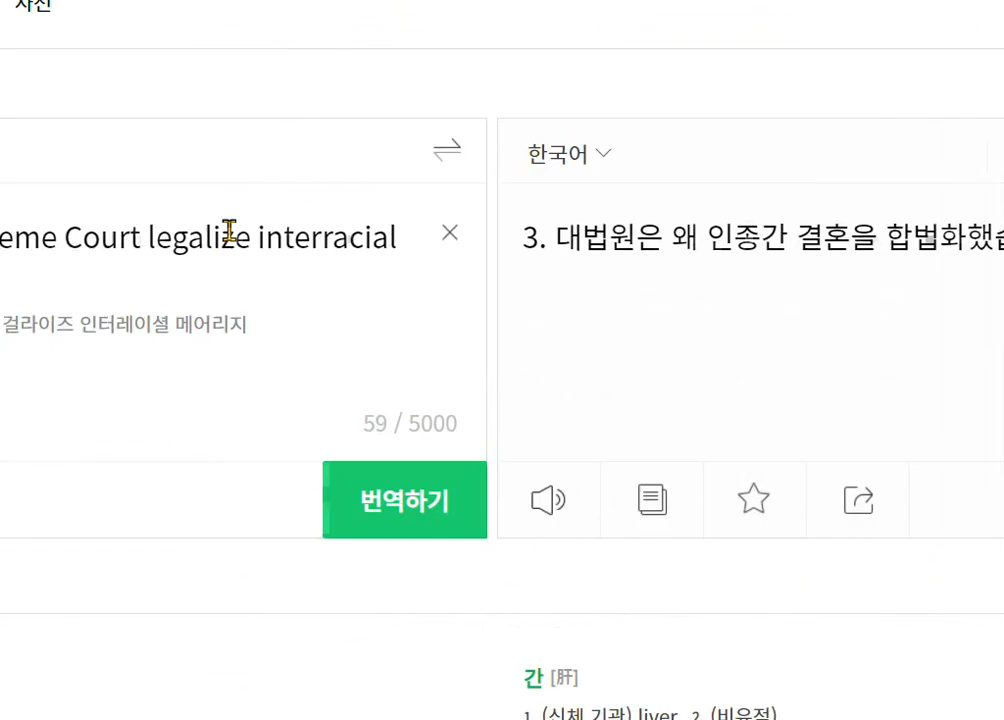 사전
한국어
eme Court legalize interracial
3. 대법원은 왜 인종간 결혼을 합법화했
걸라이즈 인터레이셜 메어리지
59 / 5000
번역하기
간 [肝]
1. (신체 기관) liver 2. (비유적)